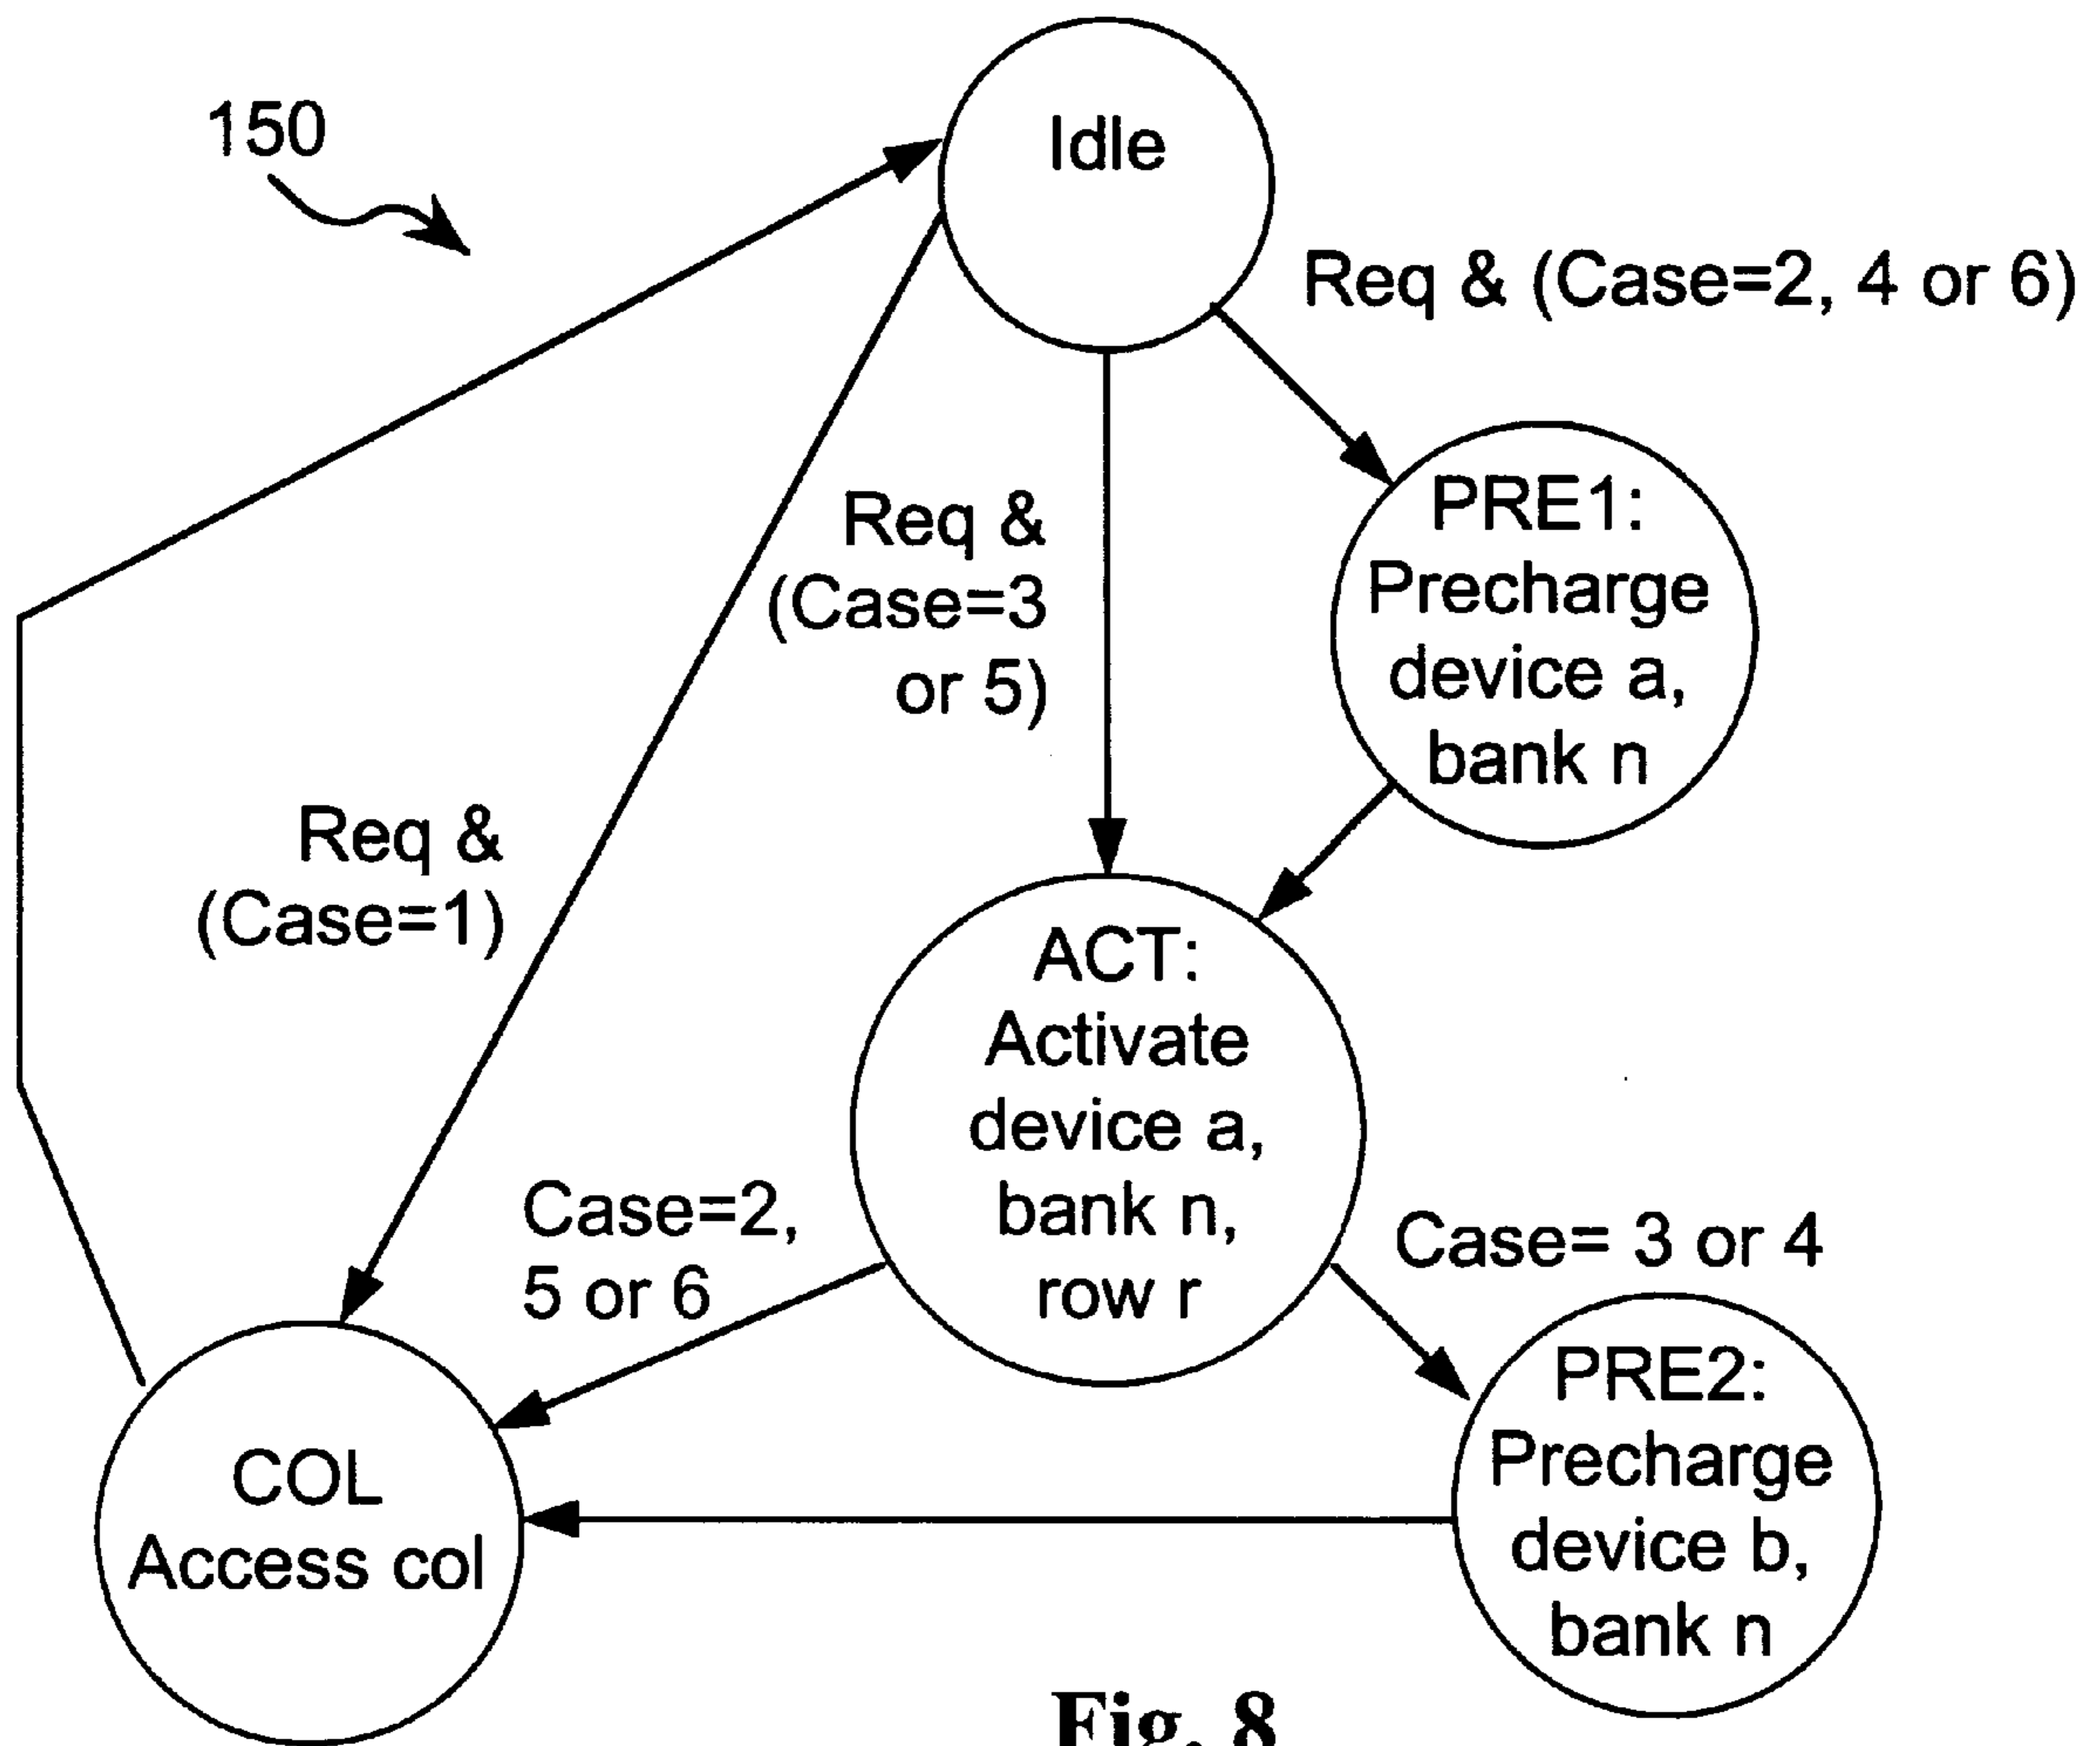 150
Idle
Req & (Case=2, 4 or 6)
Req &
(Case=3
or 5)
PRE1:
Precharge
device a,
bank n
Req &
(Case=1)
ACT:
Activate
device a,
bank n,
row r
Case=2,
5 or 6
Case= 3 or 4
COL
Access col
PRE2:
Precharge
device b,
bank n
Fig. 8